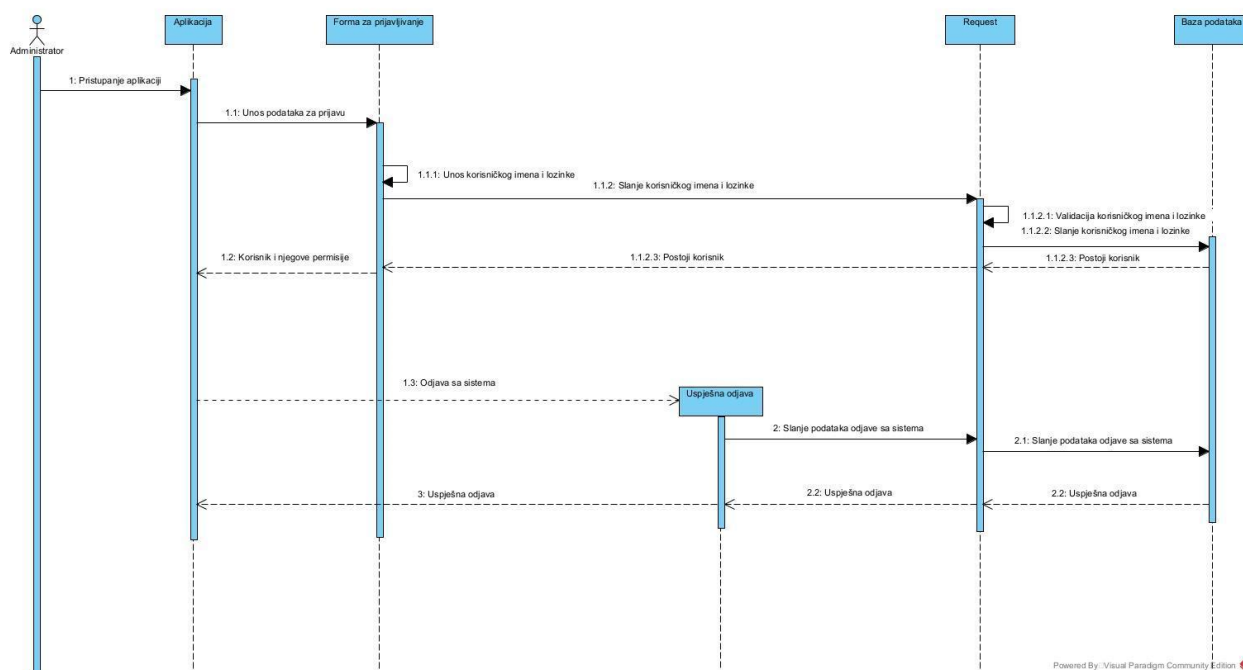 Administrator
Aplikacija
Forma za prijavljivanje
Request
Baza podataka
1: Pristupanje aplikaciji
1.1: Unos podataka za prijavu
1.1.1: Unos korisničkog imena i lozinke
1.1.2: Slanje korisničkog imena i lozinke
1.1.2.1: Validacija korisničkog imena i lozinke
1.1.2.2: Slanje korisničkog imena i lozinke
1.2: Korisnik i njegove permisije
1.1.2.3: Postoji korisnik
1.1.2.3: Postoji korisnik
1.3: Odjava sa sistema
Uspješna odjava
2: Slanje podataka odjave sa sistema
2.1: Slanje podataka odjave sa sistema
3: Uspješna odjava
2.2: Uspješna odjava
2.2: Uspješna odjava
Powered By: Visual Paradigm Community Edition